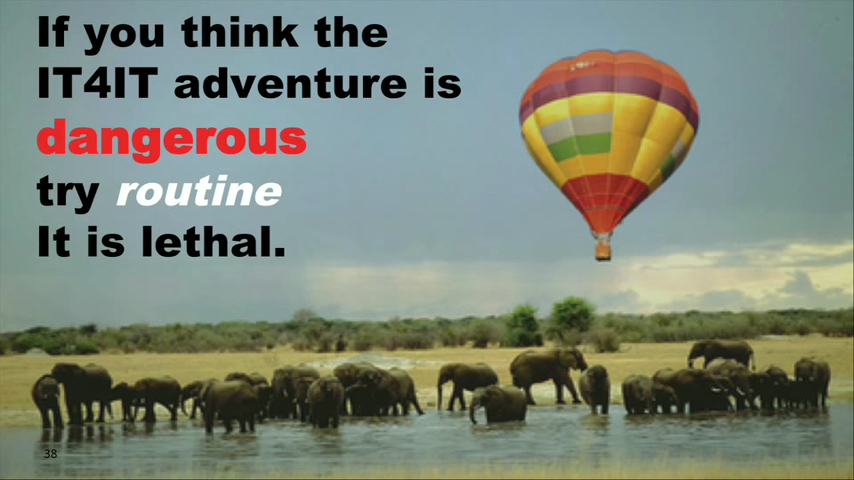 If you think the
IT4IT adventure is
dangerous
try routine
It is lethal.
38